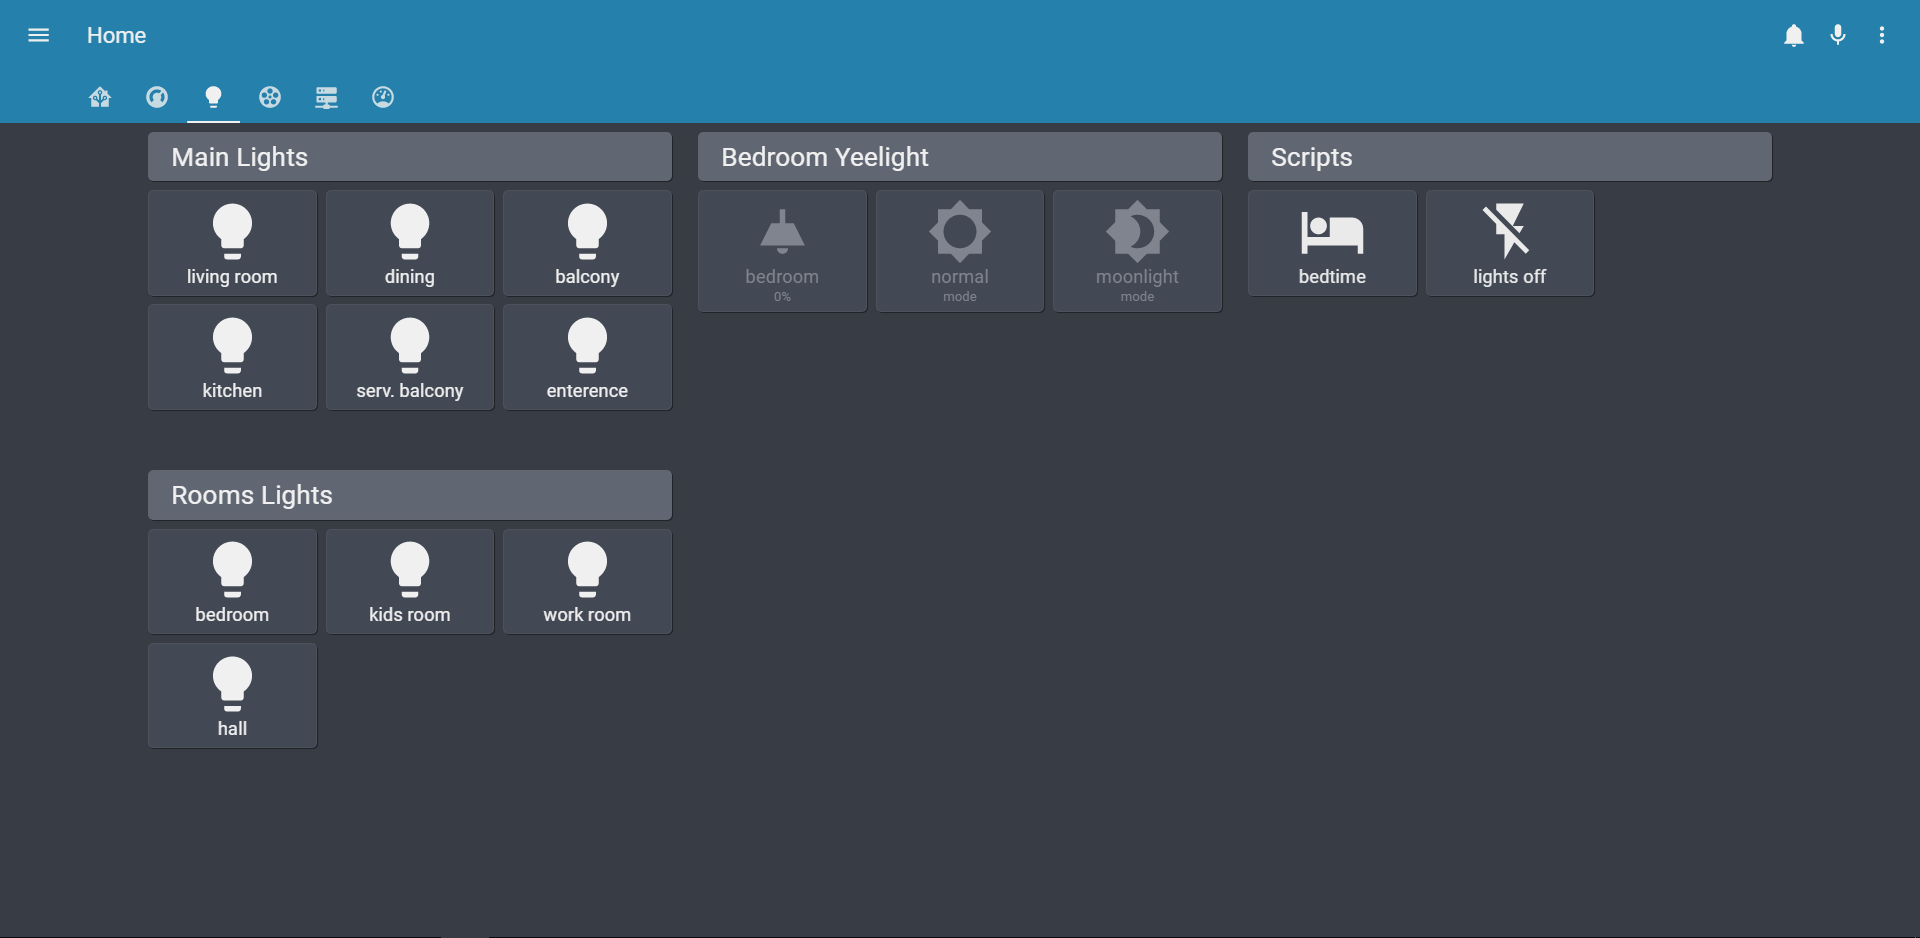 Home
Main Lights
living room
dining
balcony
kitchen
serv. balcony
enterence
Rooms Lights
bedroom
kids room
work room
hall
Bedroom Yeelight
bedroom
0%
normal
mode
moonlight
mode
Scripts
bedtime
lights off